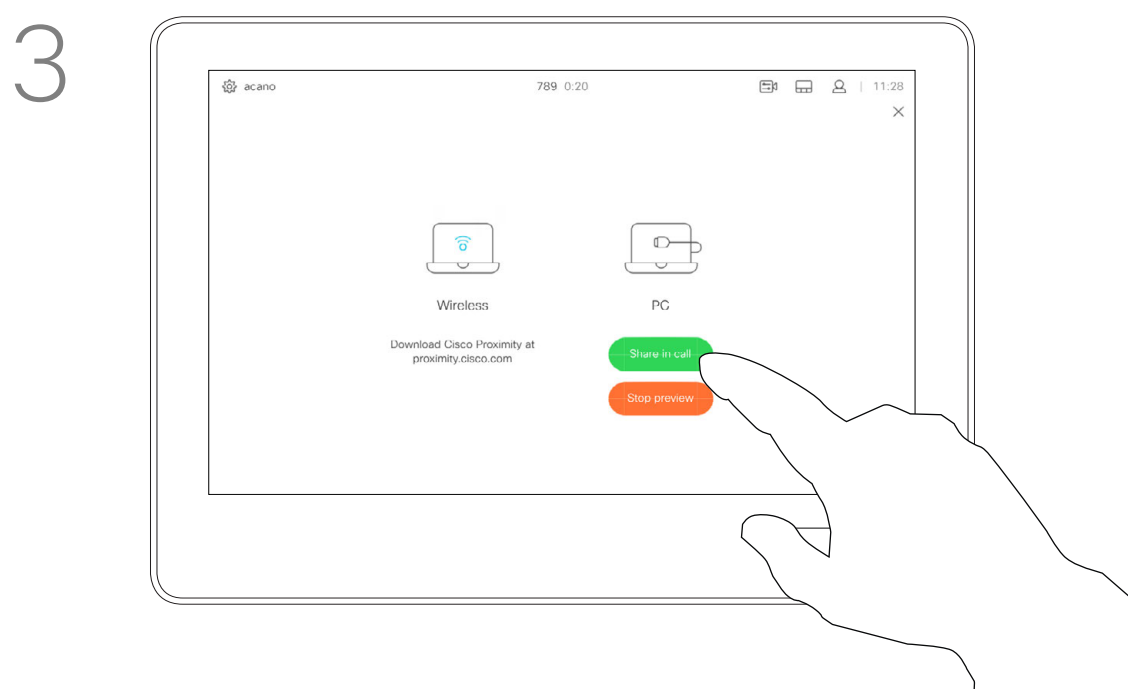 3
acano 789 0:20 | 11:28
Wireless
Download Cisco Proximity at
proximity.cisco.com
PC
Share in call
Stop preview